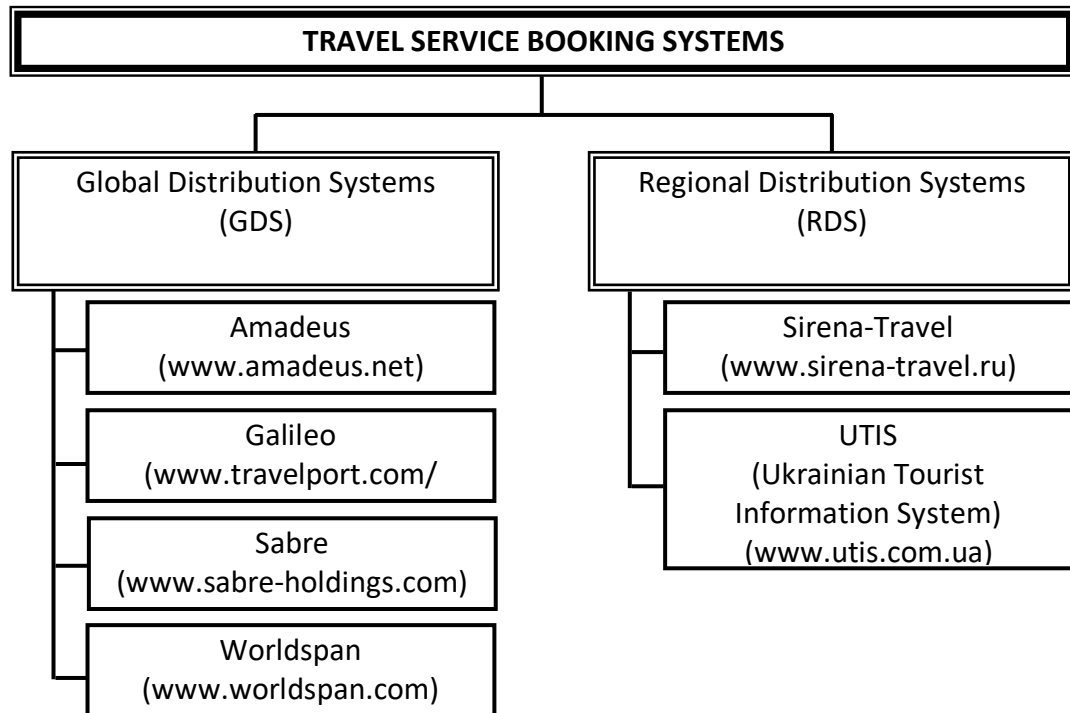 TRAVEL SERVICE BOOKING SYSTEMS
Global Distribution Systems
(GDS)
Amadeus
(www.amadeus.net)
Galileo
(www.travelport.com/
Sabre
(www.sabre-holdings.com)
Worldspan
(www.worldspan.com)
Regional Distribution Systems
(RDS)
Sirena-Travel
(www.sirena-travel.ru)
UTIS
(Ukrainian Tourist
Information System)
(www.utis.com.ua)